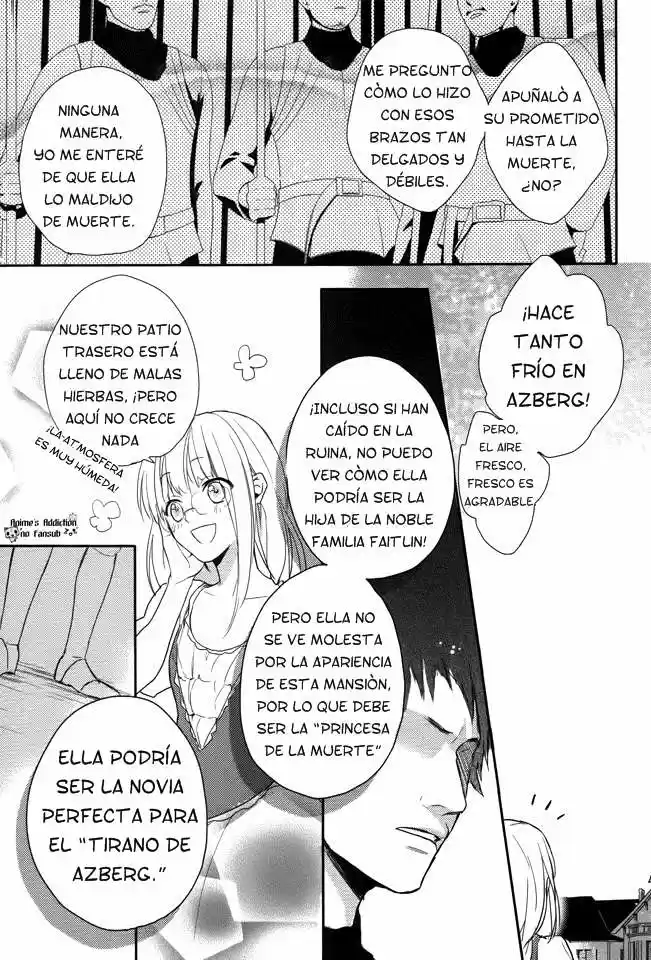 APUÑALÒ A
SU PROMETIDO
HASTA LA
MUERTE,
¿NO?
ME PREGUNTO
CÒMO LO HIZO
CON ESOS
BRAZOS TAN
DELGADOS Y
DÉBILES.
NINGUNA
MANERA,
YO ME ENTERÉ
DE QUE ELLA
LO MALDIJO
DE MUERTE.
¡HACE
TANTO
FRÍO EN
AZBERG!
PERO,
EL AIRE
FRESCO,
FRESCO ES
AGRADABLE
NUESTRO PATIO
TRASERO ESTÁ
LLENO DE MALAS
HIERBAS, ¡PERO
AQUÍ NO CRECE
NADA
¡LA ATMOSFERA
ES MUY HÚMEDA!
¡INCLUSO SI HAN
CAÍDO EN LA
RUINA, NO PUEDO
VER CÒMO ELLA
PODRÍA SER LA
HIJA DE LA NOBLE
FAMILIA FAITLIN!
PERO ELLA NO
SE VE MOLESTA
POR LA APARIENCIA
DE ESTA MANSIÒN,
POR LO QUE DEBE
SER LA "PRINCESA
DE LA MUERTE"
ELLA PODRÍA
SER LA NOVIA
PERFECTA PARA
EL "TIRANO DE
AZBERG."
Anime's Addiction
no Fansub